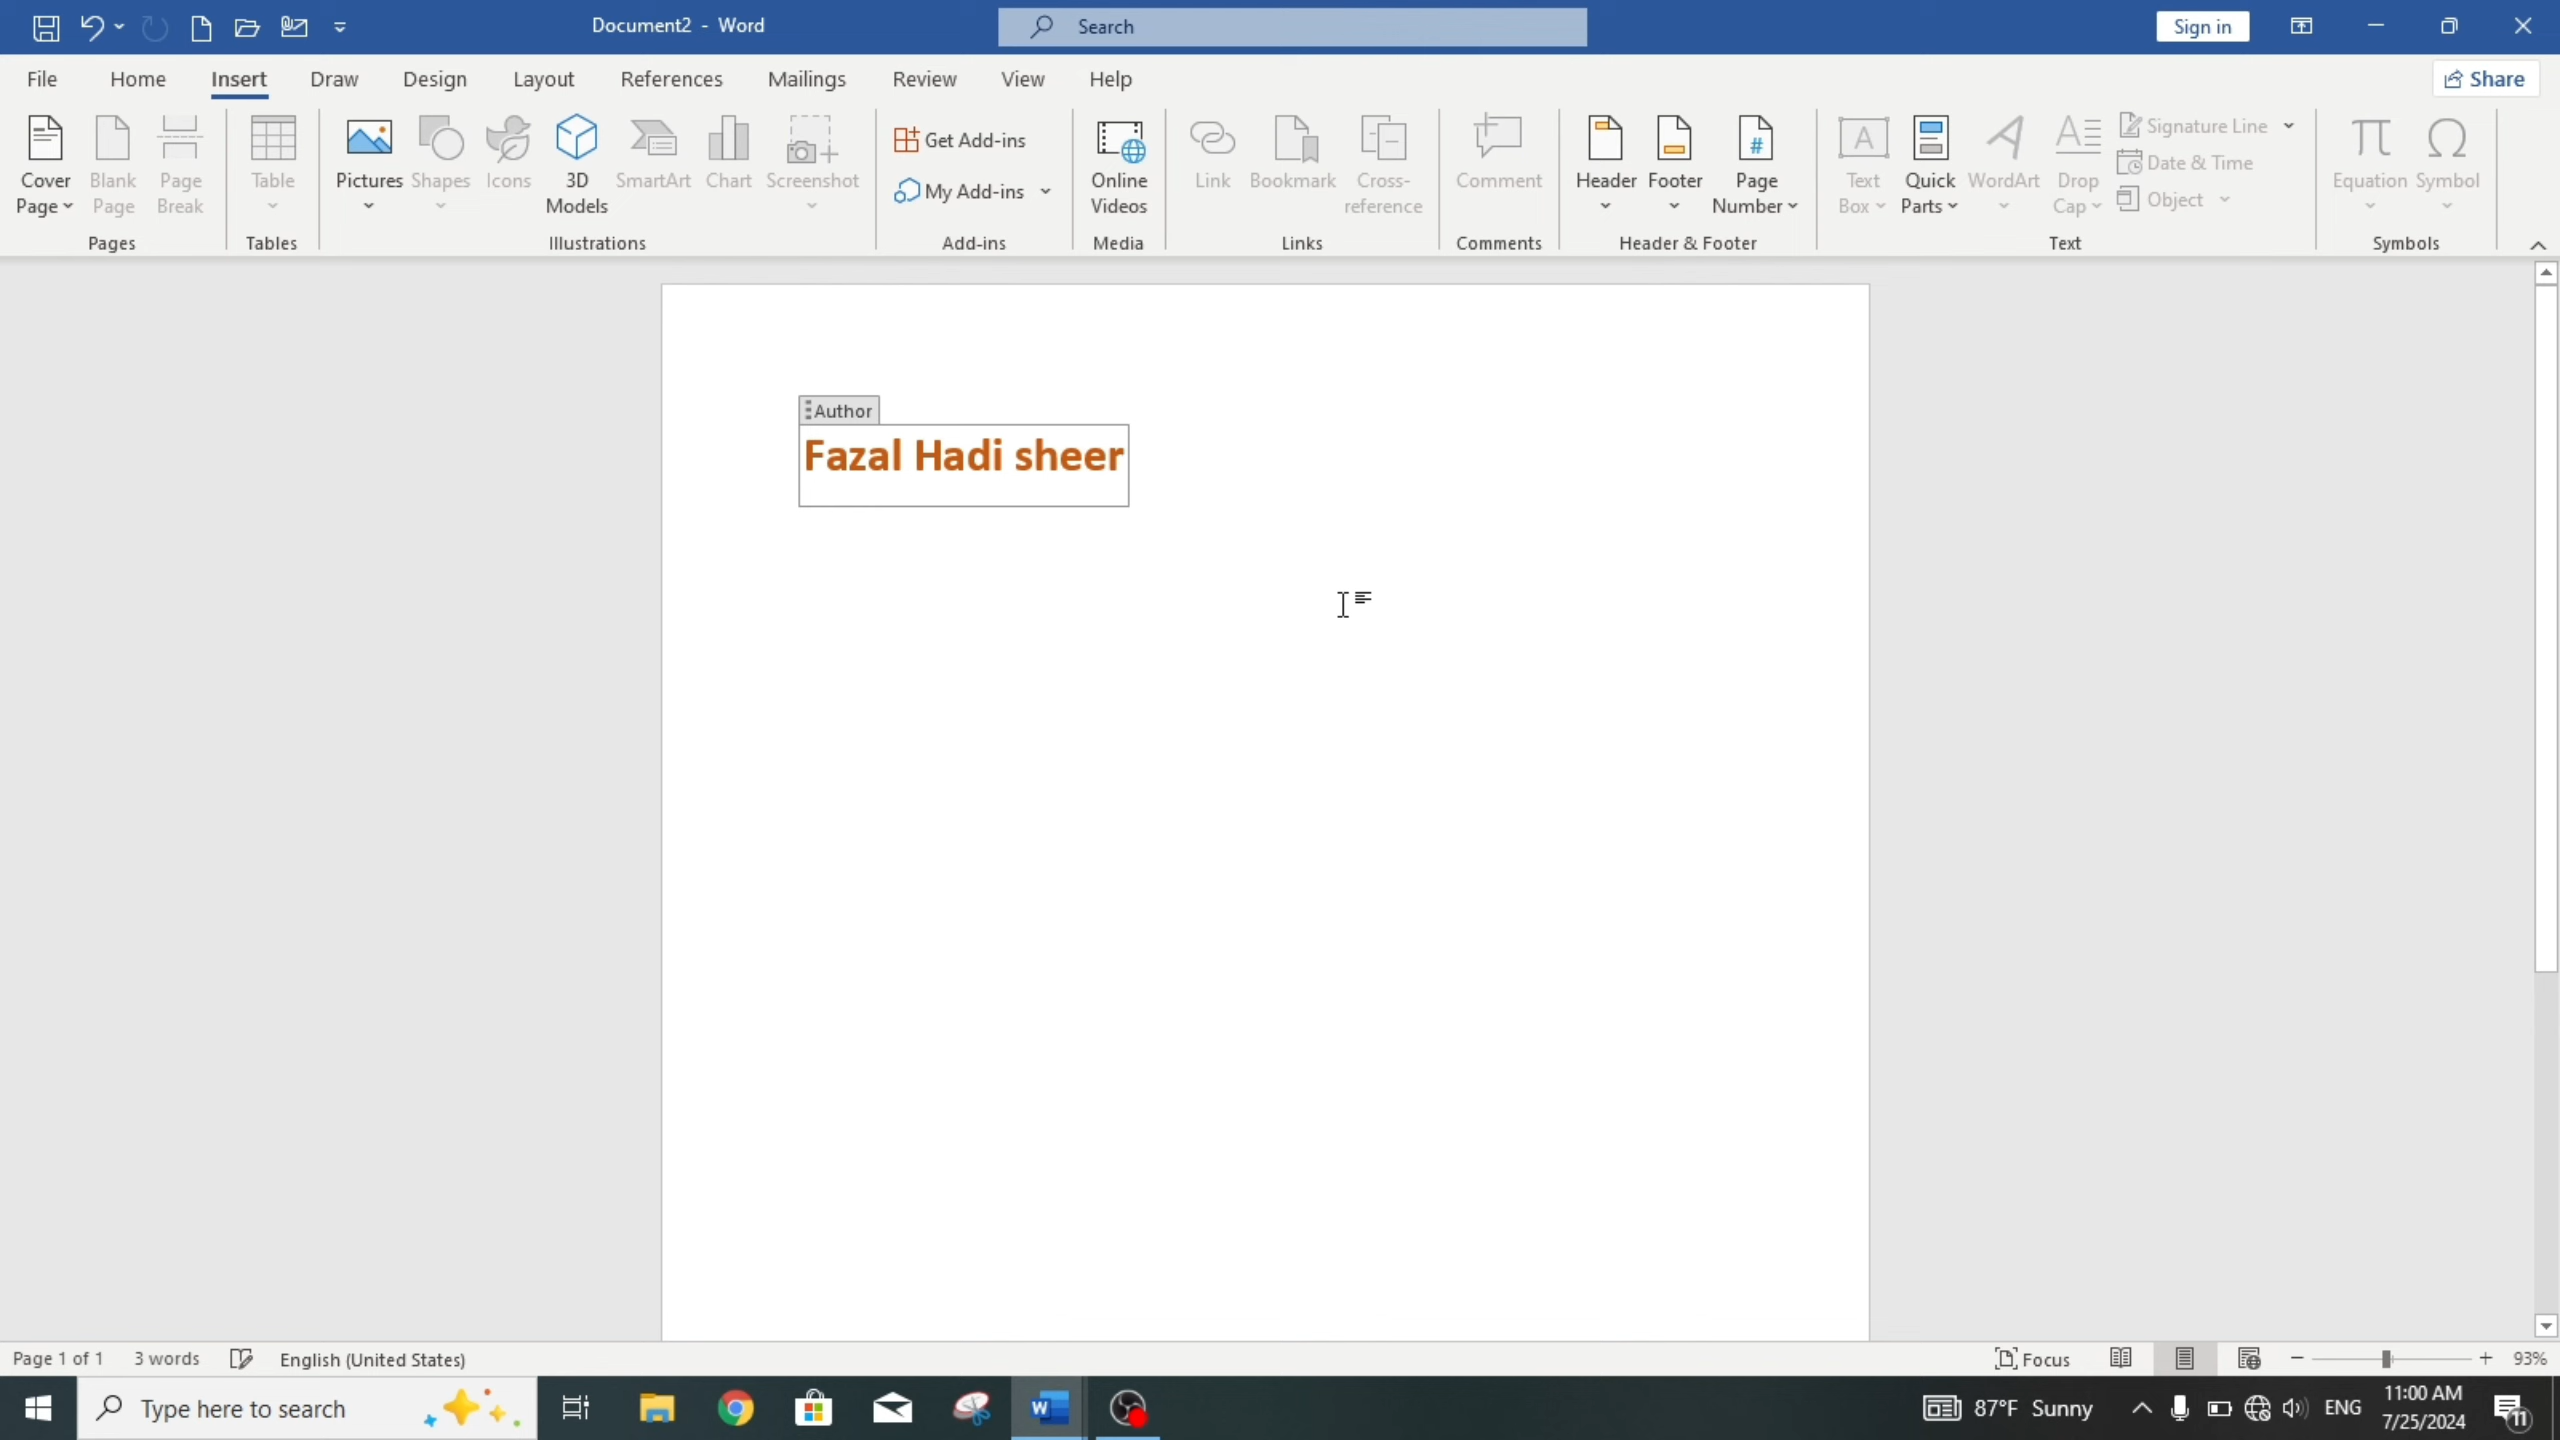 Document2 - Word
Search
Sign in
File Home Insert Draw Design Layout References Mailings Review View Help
Share
Cover Page
Blank Page
Page Break
Pages
Table
Tables
Pictures
Shapes
Icons
3D Models
SmartArt
Chart
Screenshot
Illustrations
Get Add-ins
My Add-ins
Add-ins
Online Videos
Media
Link
Bookmark
Cross-reference
Links
Comment
Comments
Header
Footer
Page Number
Header & Footer
Text Box
Quick Parts
WordArt
Drop Cap
Signature Line
Date & Time
Object
Text
Equation
Symbol
Symbols
Author
Fazal Hadi sheer
Page 1 of 1 3 words English (United States)
Focus
93%
Type here to search
87°F Sunny
ENG
11:00 AM
7/25/2024
11